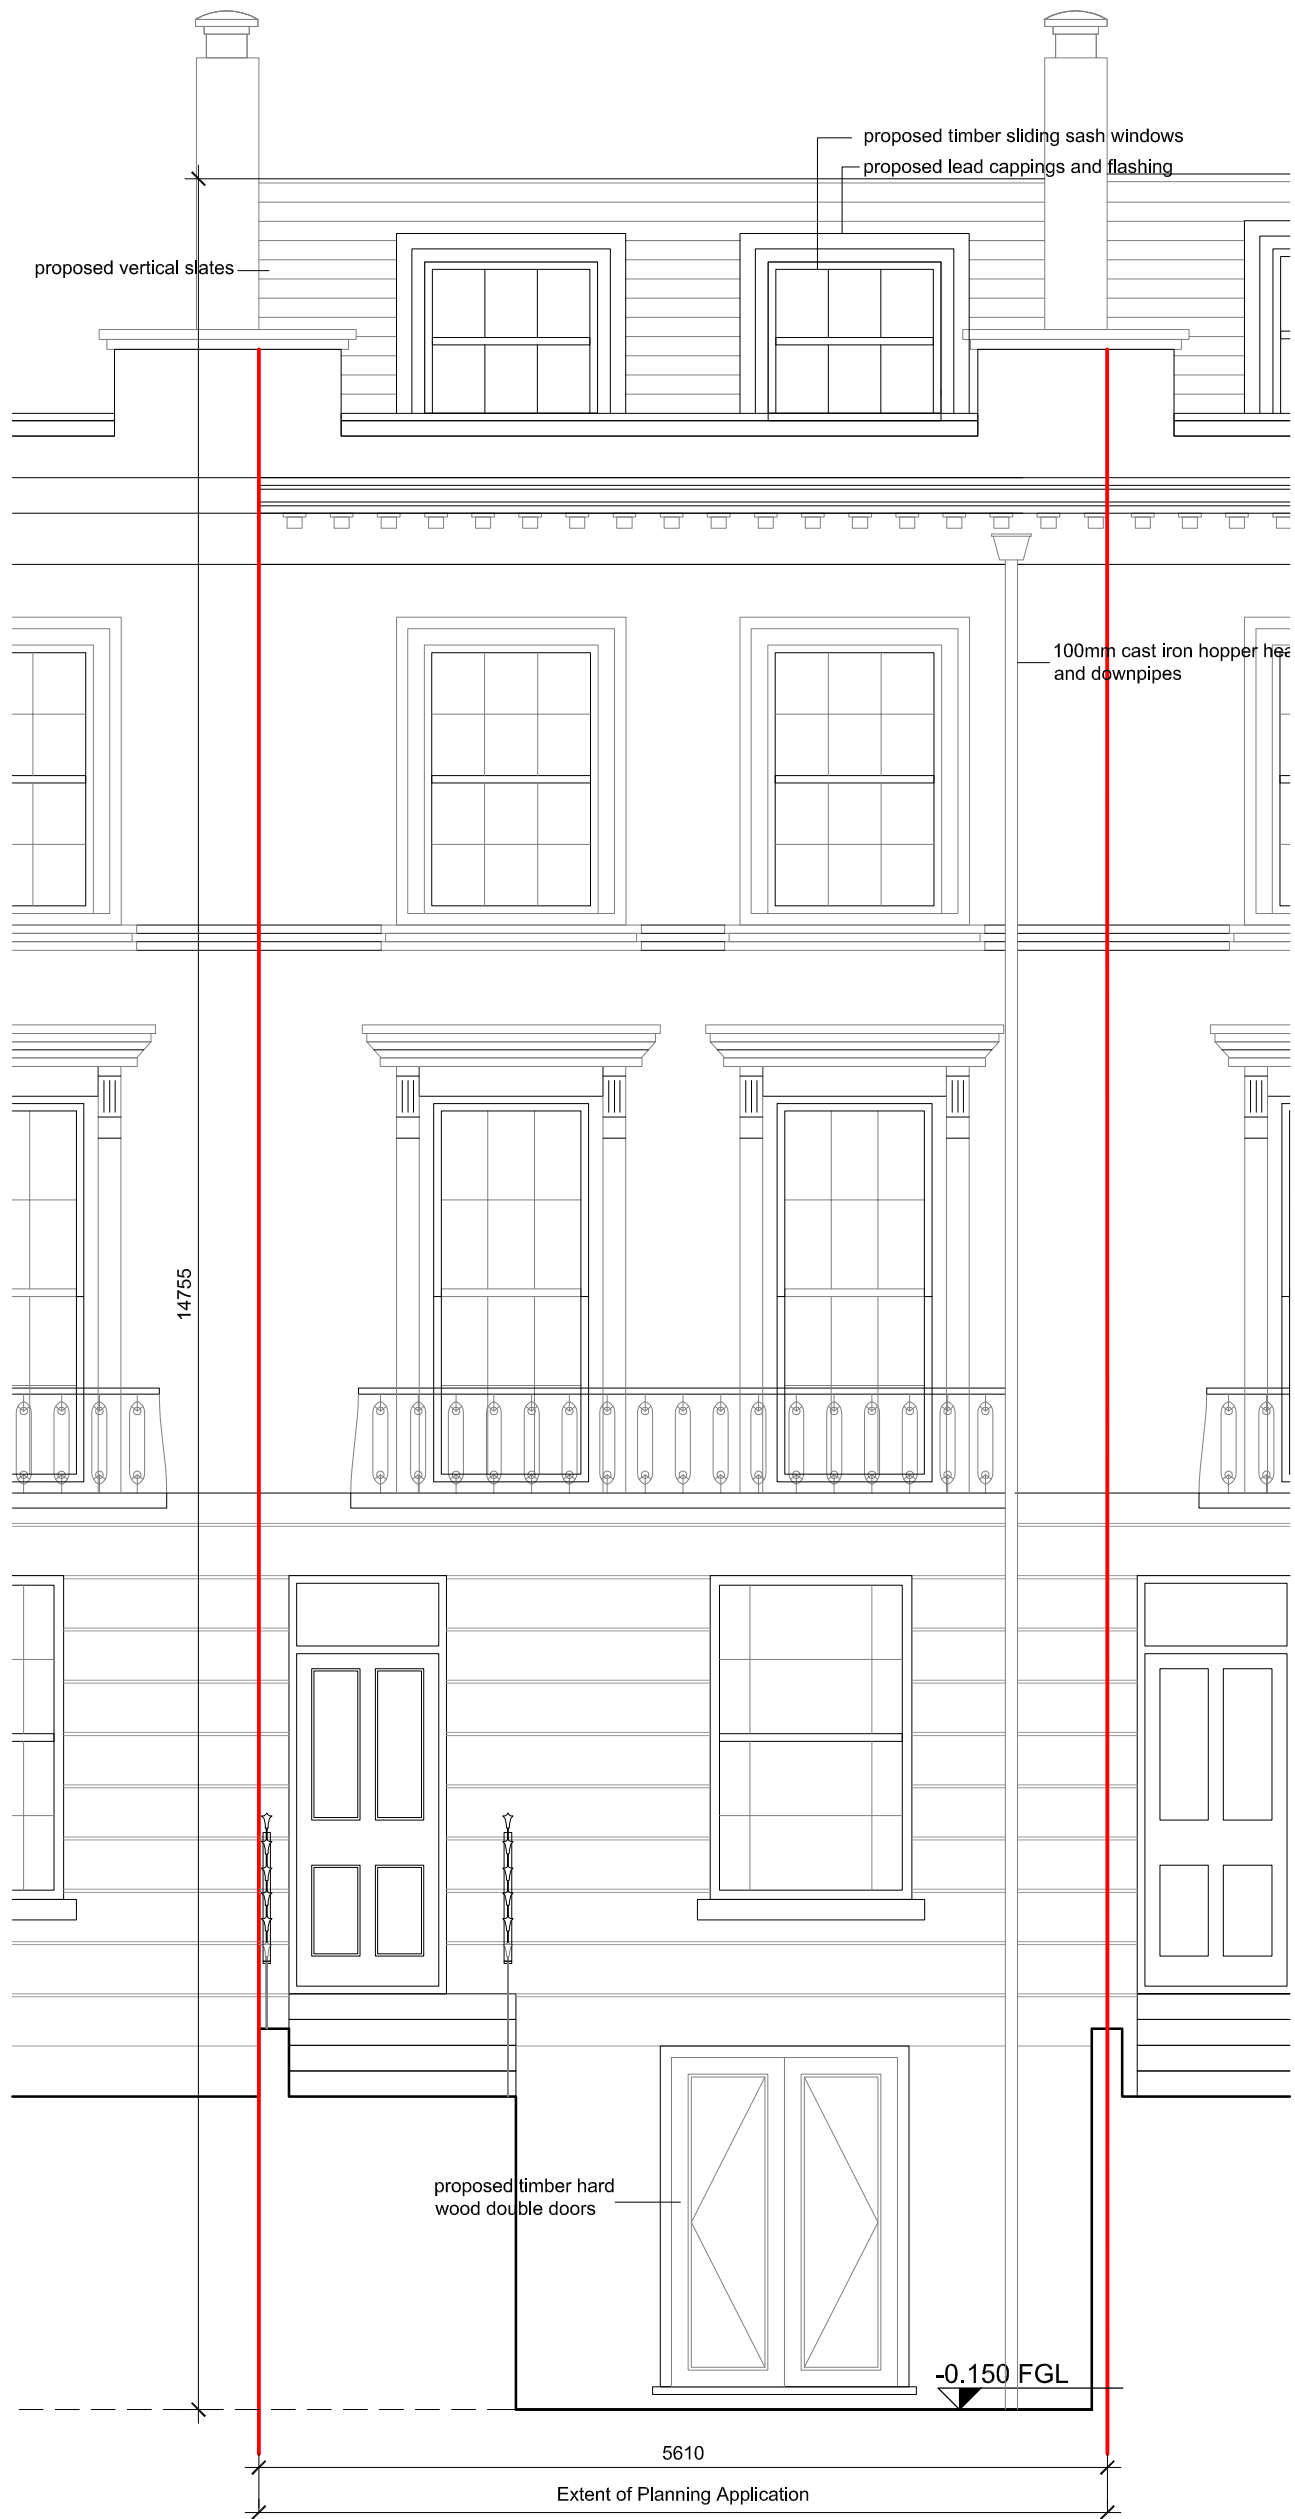 proposed timber sliding sash windows
proposed lead cappings and flashing
proposed vertical slates
100mm cast iron hopper
and downpipes
14755
proposed timber hard
wood double doors
-0.150 FGL
5610
Extent of Planning Application